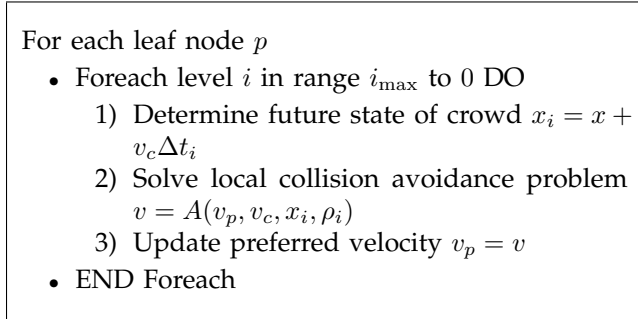 For each leaf node p
• Foreach level i in range i_max to 0 DO
1) Determine future state of crowd x_i = x +
v_cΔt_i
2) Solve local collision avoidance problem
v = A(v_p, v_c, x_i, ρ_i)
3) Update preferred velocity v_p = v
• END Foreach